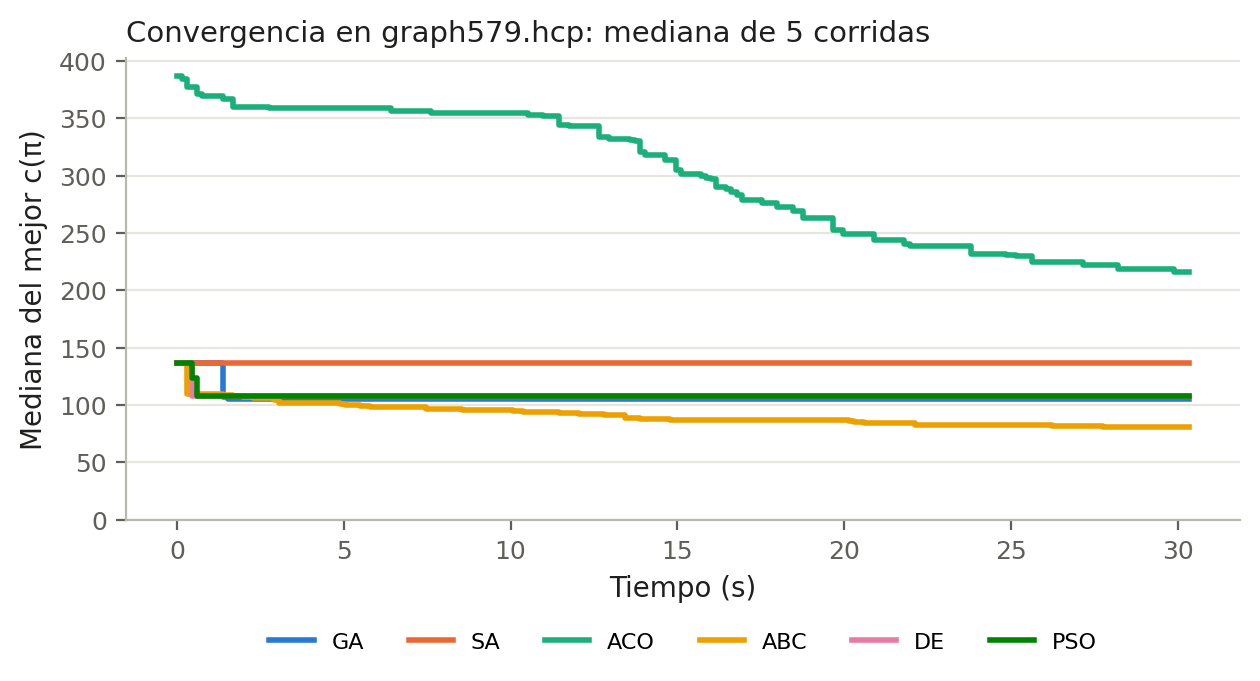 Convergencia en graph579.hcp: mediana de 5 corridas
Mediana del mejor c(π)
400
350
300
250
200
150
100
50
0
0 5 10 15 20 25 30
Tiempo (s)
GA SA ACO ABC DE PSO